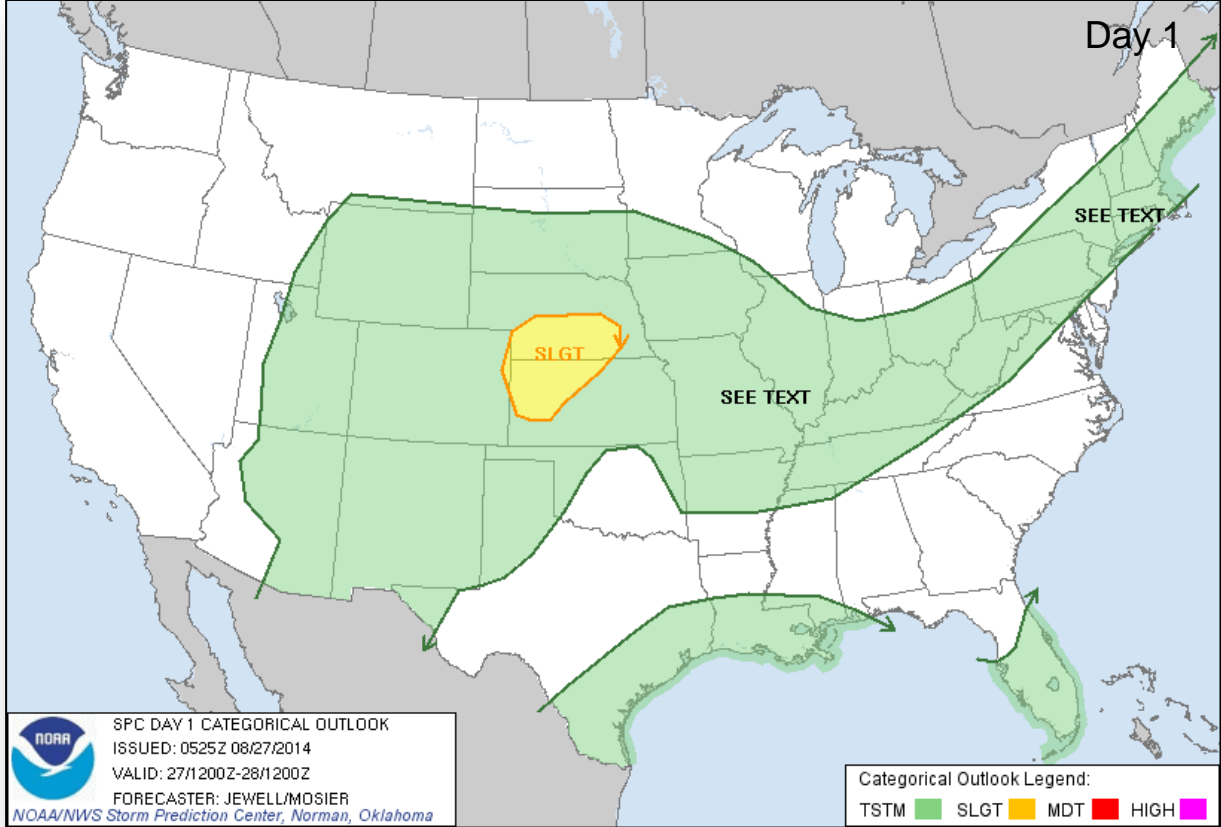 Day 1
SEE TEXT
SLGT
SEE TEXT
NOAA
SPC DAY 1 CATEGORICAL OUTLOOK
ISSUED: 0525Z 08/27/2014
VALID: 27/1200Z-28/1200Z
FORECASTER: JEWELL/MOSIER
NOAA/NWS Storm Prediction Center, Norman, Oklahoma
Categorical Outlook Legend:
TSTM SLGT MDT HIGH